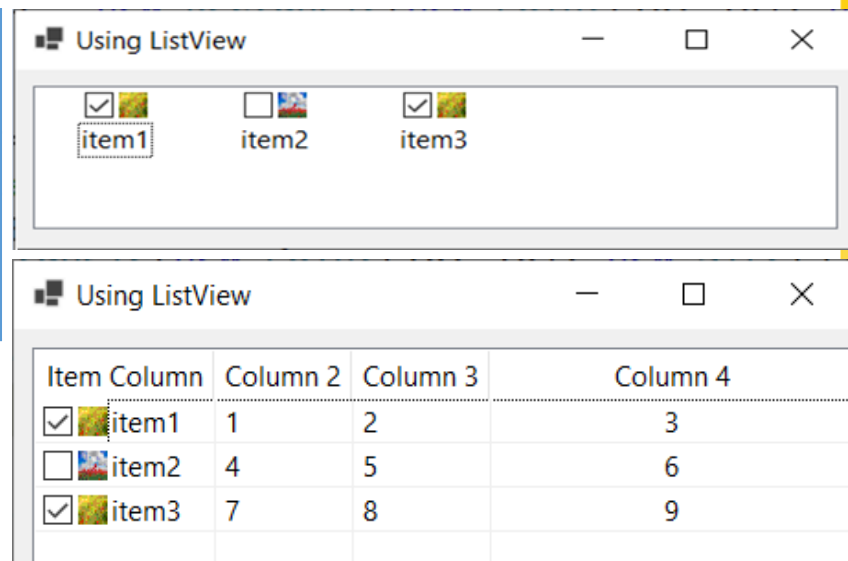 Using ListView
item1 item2 item3
Using ListView
Item Column Column 2 Column 3 Column 4
item1 1 2 3
item2 4 5 6
item3 7 8 9